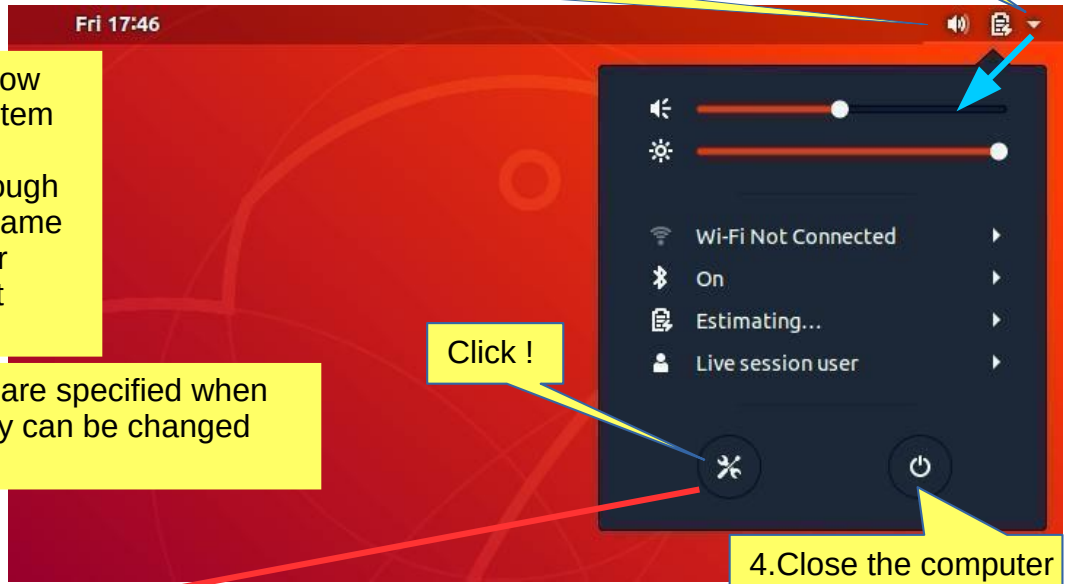 Fri 17:46
ow
tem
ough
ame
r
t
are specified when
y can be changed
Wi-Fi Not Connected
On
Estimating...
Live session user
Click !
4.Close the computer